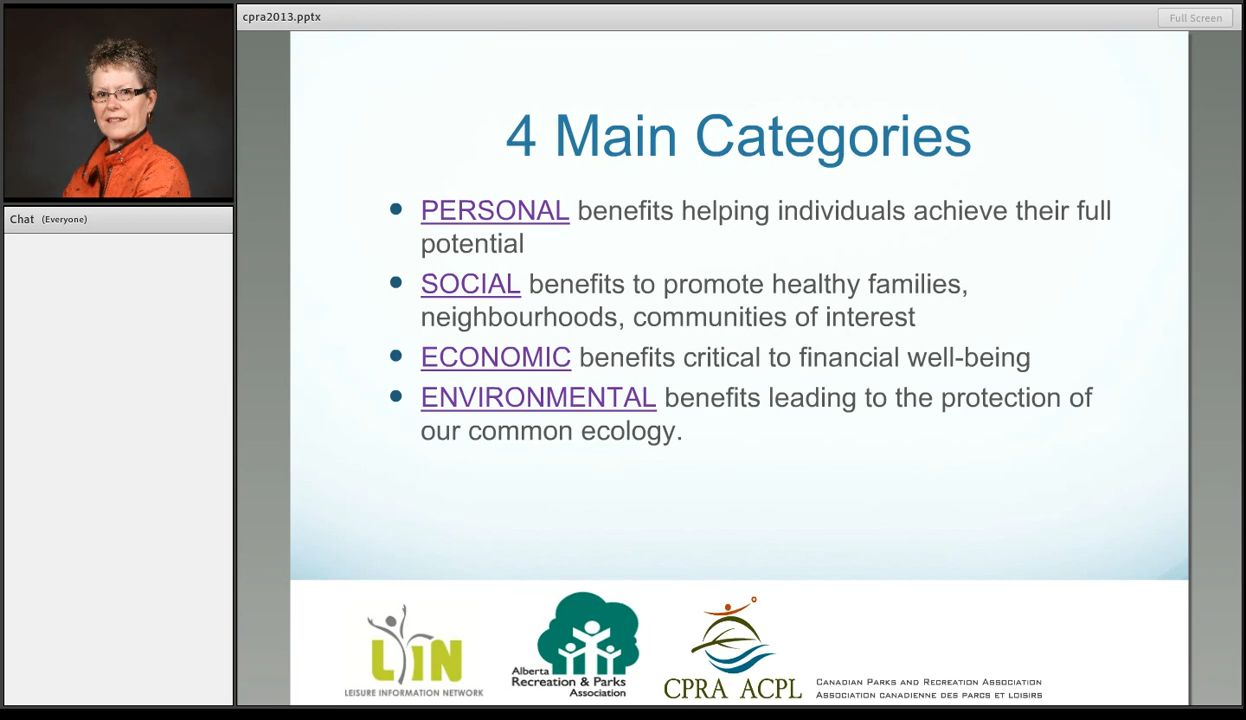 cpra2013.pptx
Full Screen
Chat (Everyone)
4 Main Categories
• PERSONAL benefits helping individuals achieve their full
potential
• SOCIAL benefits to promote healthy families,
neighbourhoods, communities of interest
• ECONOMIC benefits critical to financial well-being
• ENVIRONMENTAL benefits leading to the protection of
our common ecology.
LIN
LEISURE INFORMATION NETWORK
Alberta
Recreation & Parks
Association
CPRA ACPL
CANADIAN PARKS AND RECREATION ASSOCIATION
ASSOCIATION CANADIENNE DES PARCS ET LOISIRS